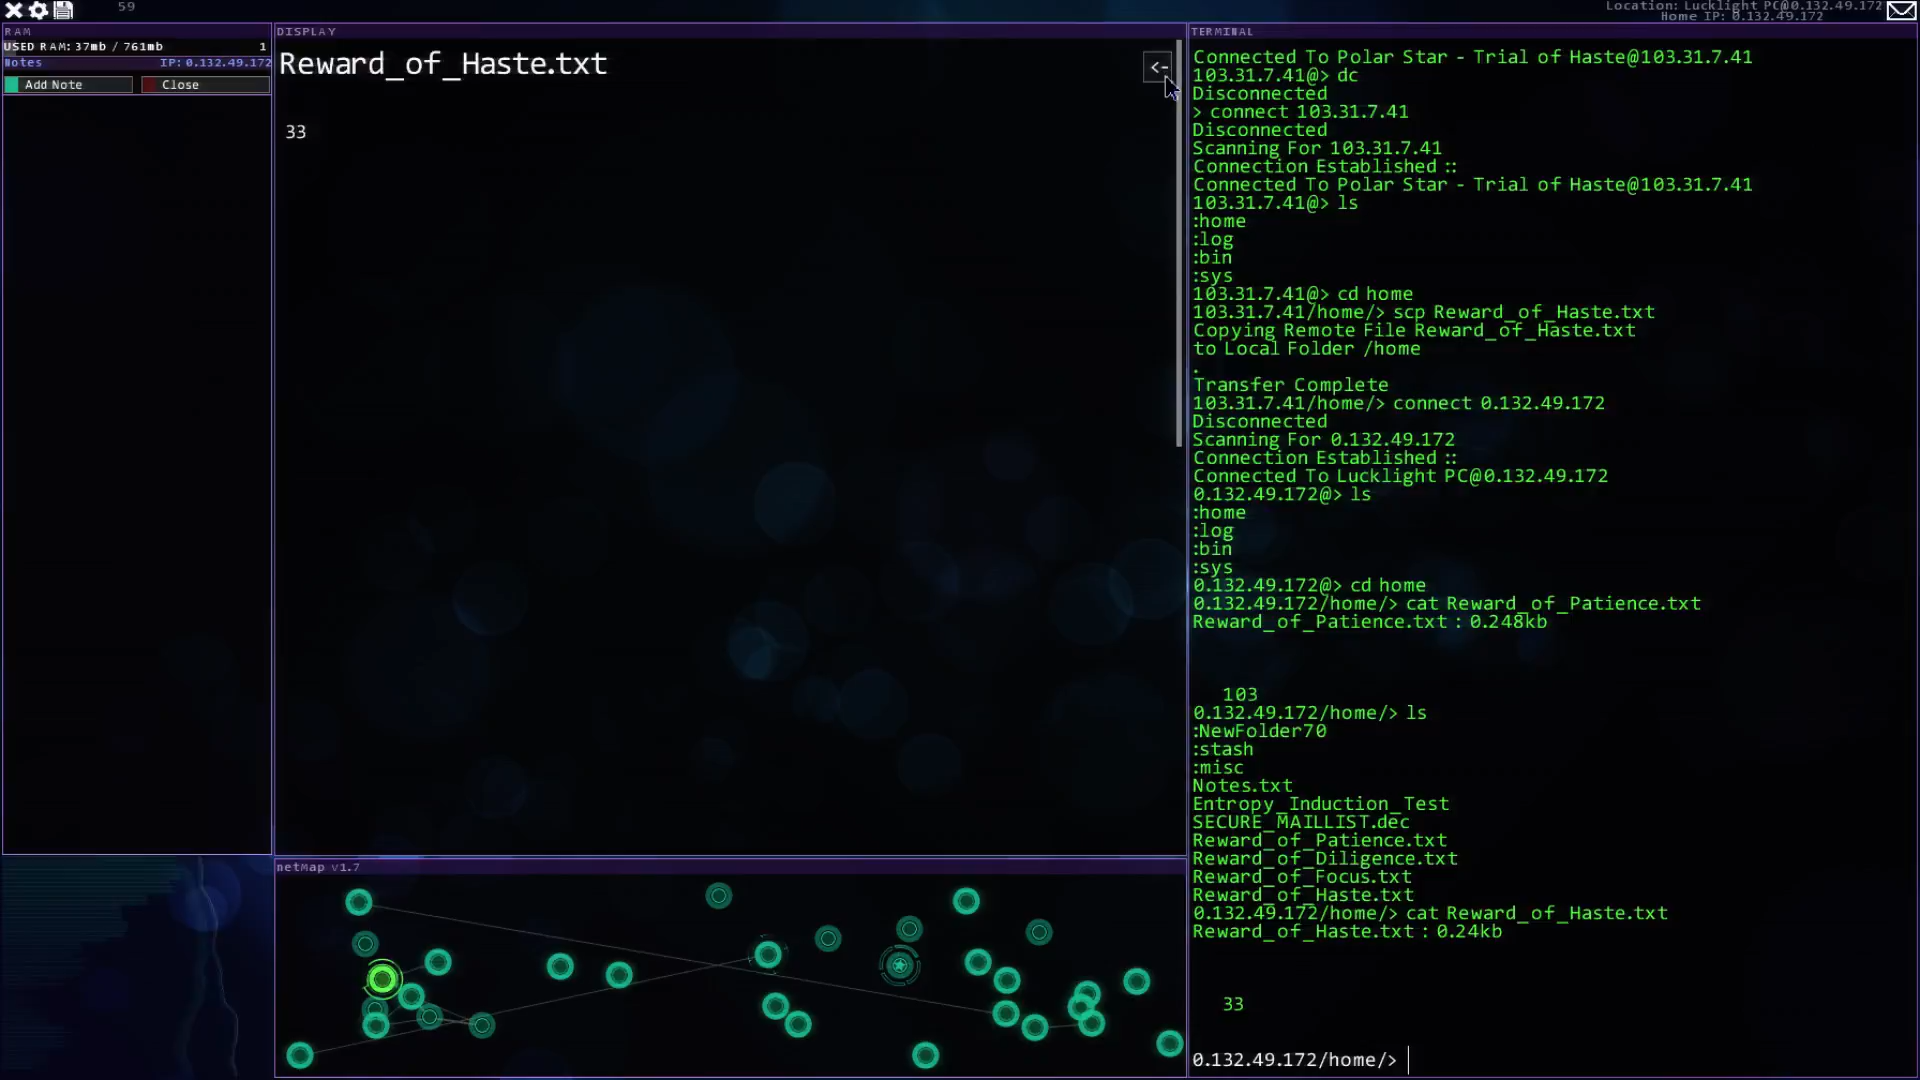 59
Location: Lucklight PC@0.132.49.172
Home IP: 0.132.49.172
RAM
USED RAM: 37mb / 761mb 1
Notes IP: 0.132.49.172
Add Note
Close
DISPLAY
Reward_of_Haste.txt
<-
33
netMap v1.7
TERMINAL
Connected To Polar Star - Trial of Haste@103.31.7.41
103.31.7.41@> dc
Disconnected
> connect 103.31.7.41
Disconnected
Scanning For 103.31.7.41
Connection Established ::
Connected To Polar Star - Trial of Haste@103.31.7.41
103.31.7.41@> ls
:home
:log
:bin
:sys
103.31.7.41@> cd home
103.31.7.41/home/> scp Reward_of_Haste.txt
Copying Remote File Reward_of_Haste.txt
to Local Folder /home
.
Transfer Complete
103.31.7.41/home/> connect 0.132.49.172
Disconnected
Scanning For 0.132.49.172
Connection Established ::
Connected To Lucklight PC@0.132.49.172
0.132.49.172@> ls
:home
:log
:bin
:sys
0.132.49.172@> cd home
0.132.49.172/home/> cat Reward_of_Patience.txt
Reward_of_Patience.txt : 0.248kb
103
0.132.49.172/home/> ls
:NewFolder70
:stash
:misc
Notes.txt
Entropy_Induction_Test
SECURE_MAILLIST.dec
Reward_of_Patience.txt
Reward_of_Diligence.txt
Reward_of_Focus.txt
Reward_of_Haste.txt
0.132.49.172/home/> cat Reward_of_Haste.txt
Reward_of_Haste.txt : 0.24kb
33
0.132.49.172/home/>